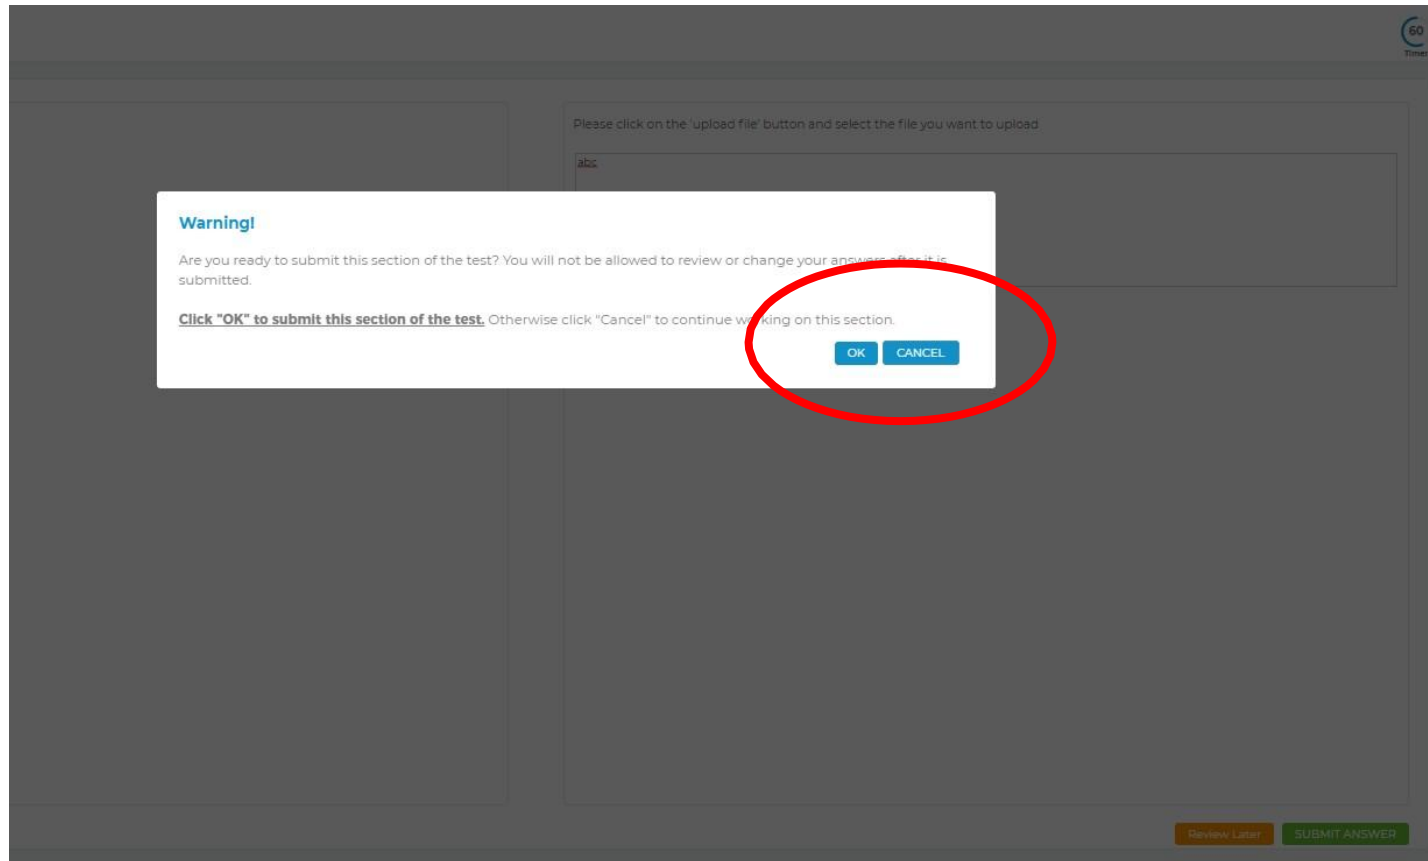 60
Time
Please click on the 'upload file' button and select the file you want to upload
abc
Warning!
Are you ready to submit this section of the test? You will not be allowed to review or change your answers after it is
submitted.
Click "OK" to submit this section of the test. Otherwise click "Cancel" to continue working on this section.
OK CANCEL
Review Later SUBMIT ANSWER